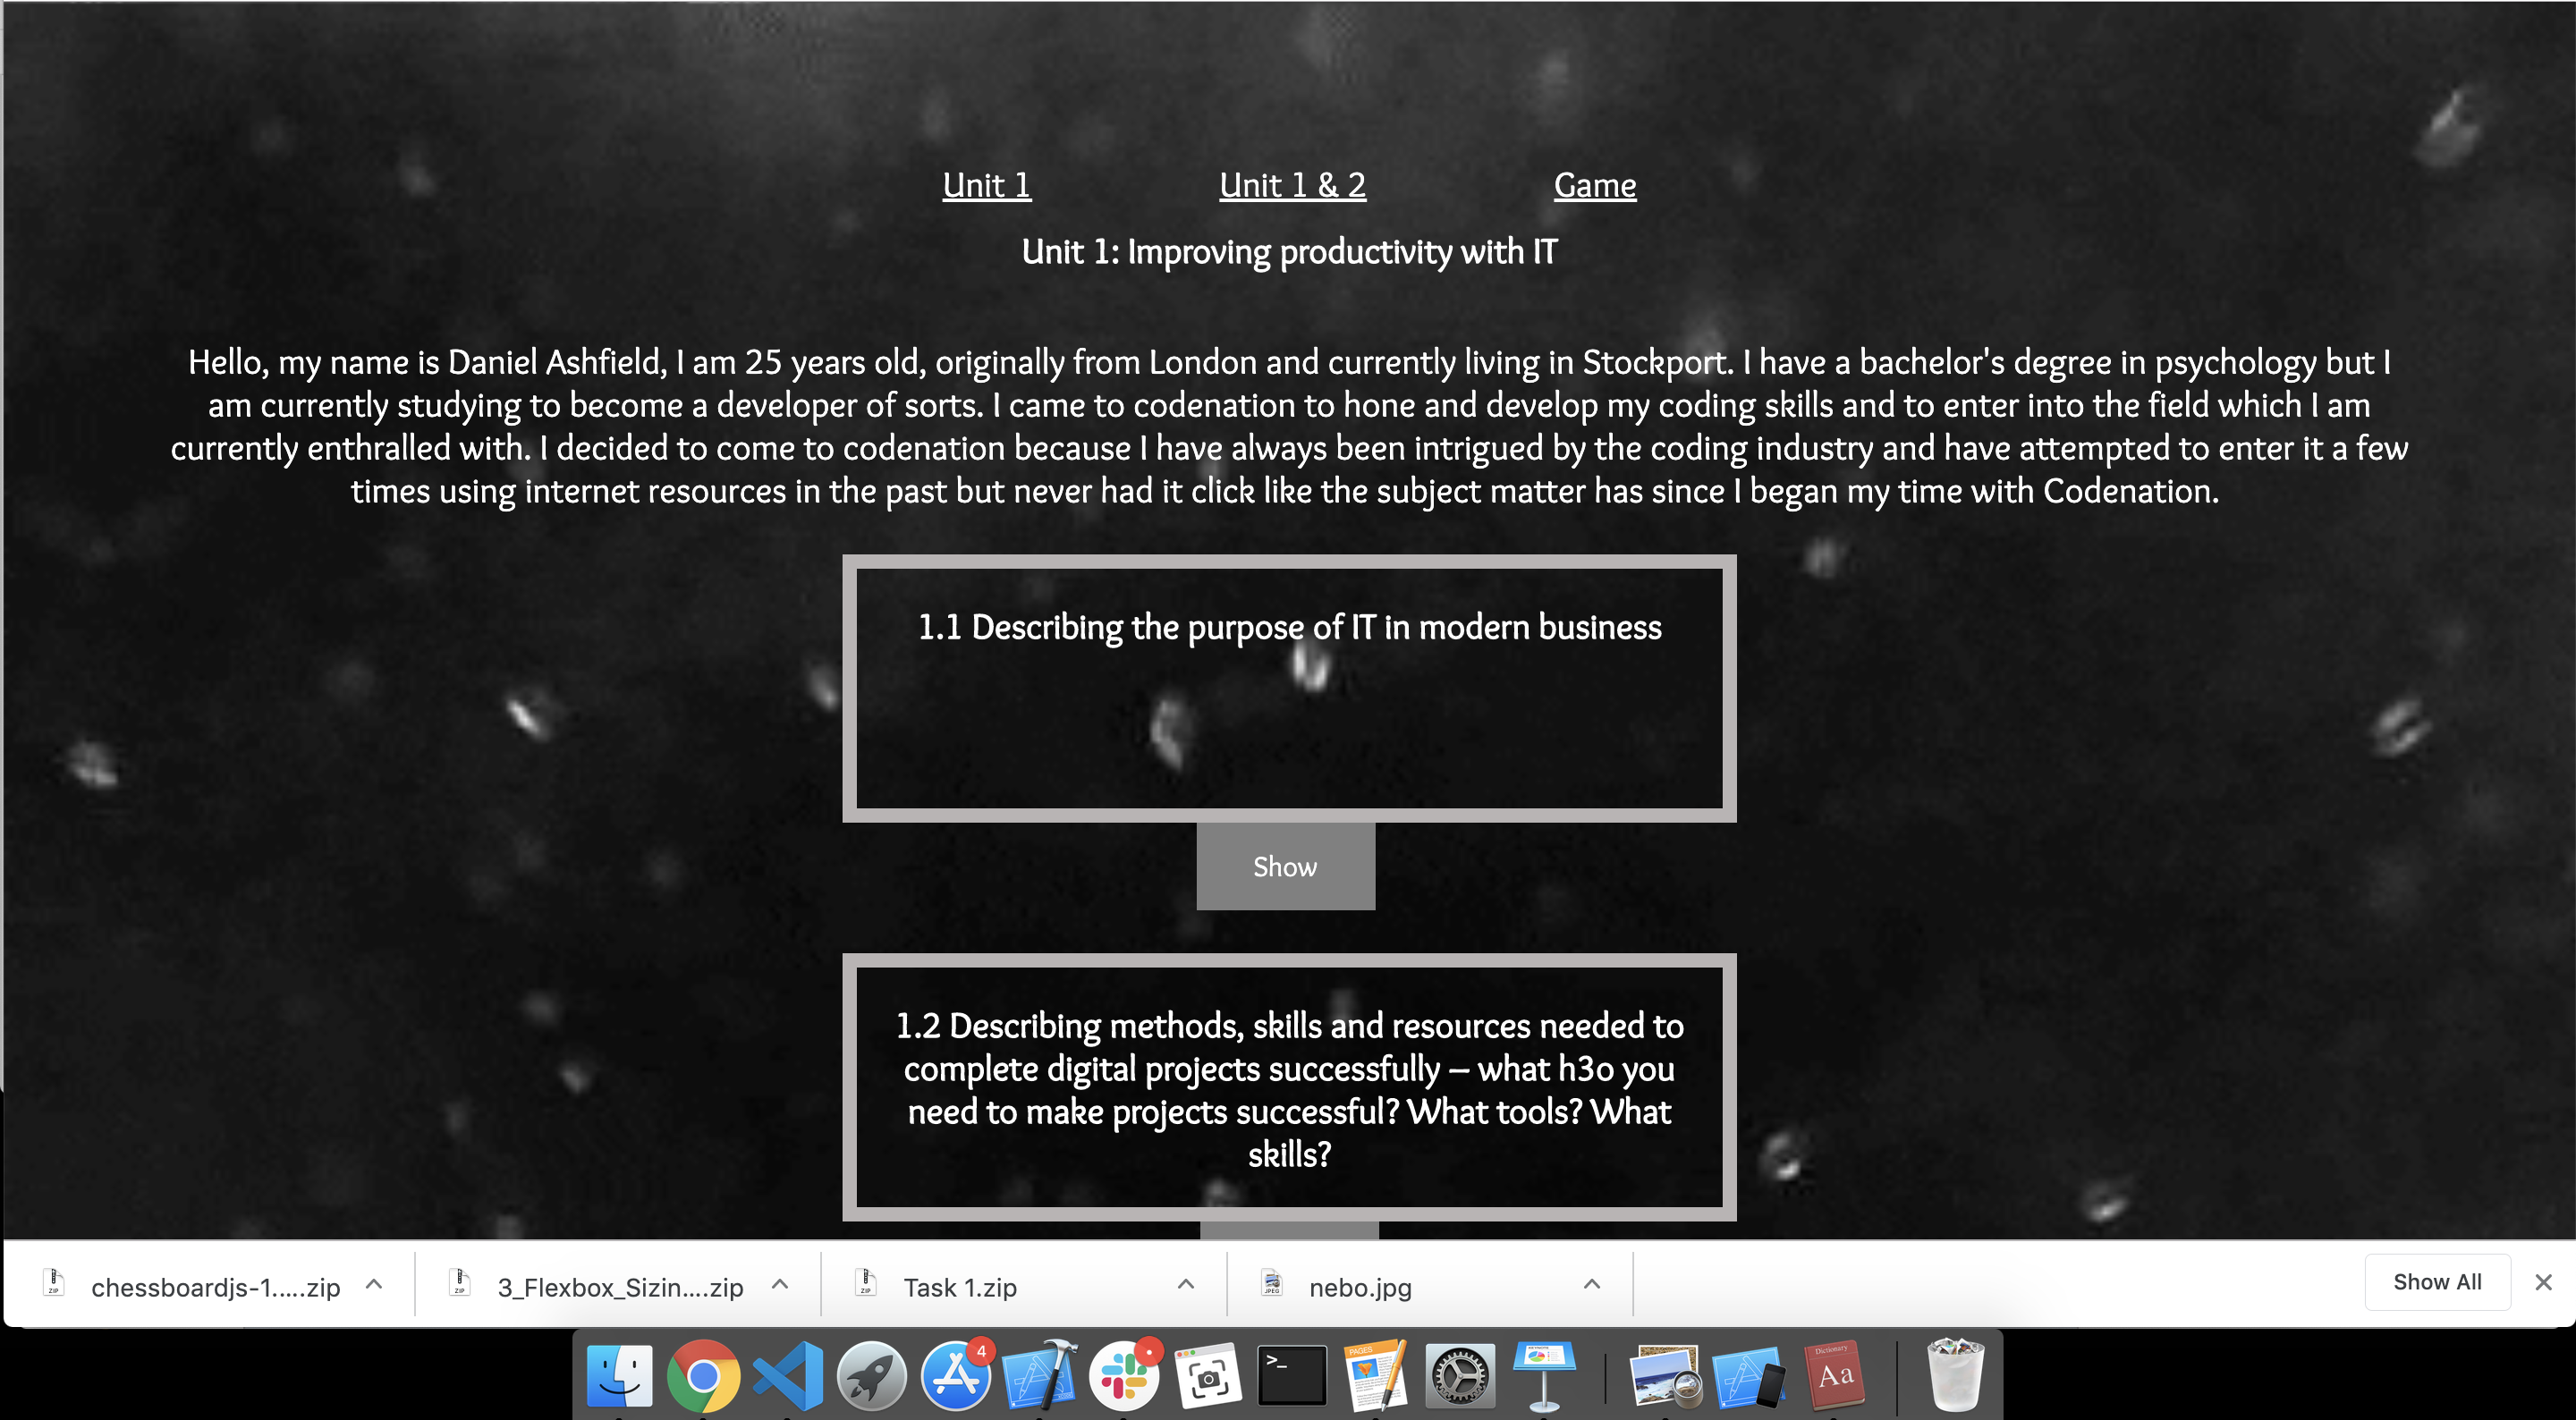 Unit 1 Unit 1 & 2 Game
Unit 1: Improving productivity with IT
Hello, my name is Daniel Ashfield, I am 25 years old, originally from London and currently living in Stockport. I have a bachelor's degree in psychology but I
am currently studying to become a developer of sorts. I came to codenation to hone and develop my coding skills and to enter into the field which I am
currently enthralled with. I decided to come to codenation because I have always been intrigued by the coding industry and have attempted to enter it a few
times using internet resources in the past but never had it click like the subject matter has since I began my time with Codenation.
1.1 Describing the purpose of IT in modern business
Show
1.2 Describing methods, skills and resources needed to
complete digital projects successfully – what h3o you
need to make projects successful? What tools? What
skills?
ZIP chessboardjs-1.....zip ZIP 3_Flexbox_Sizin....zip ZIP Task 1.zip JPEG nebo.jpg Show All
4
>_
PAGES
Dictionary
Aa